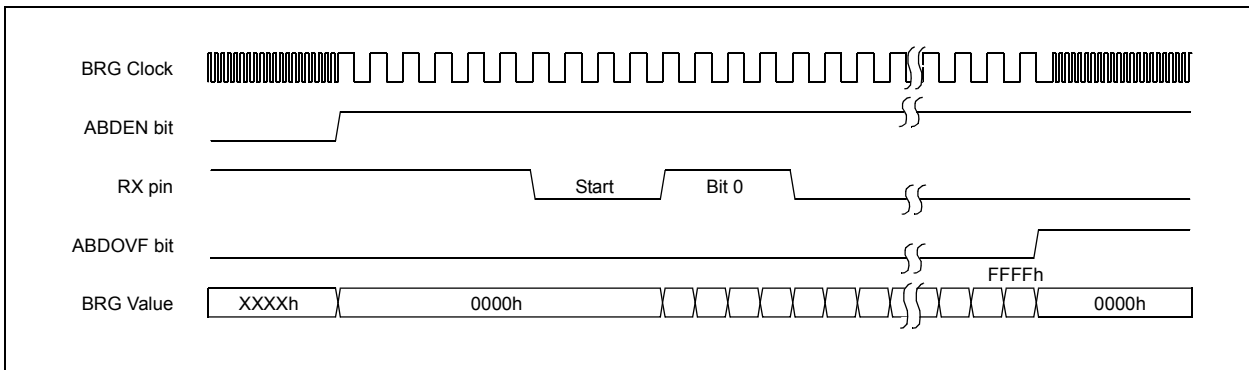 BRG Clock
ABDEN bit
RX pin
Start
Bit 0
ABDOVF bit
FFFFh
BRG Value
XXXXh
0000h
0000h